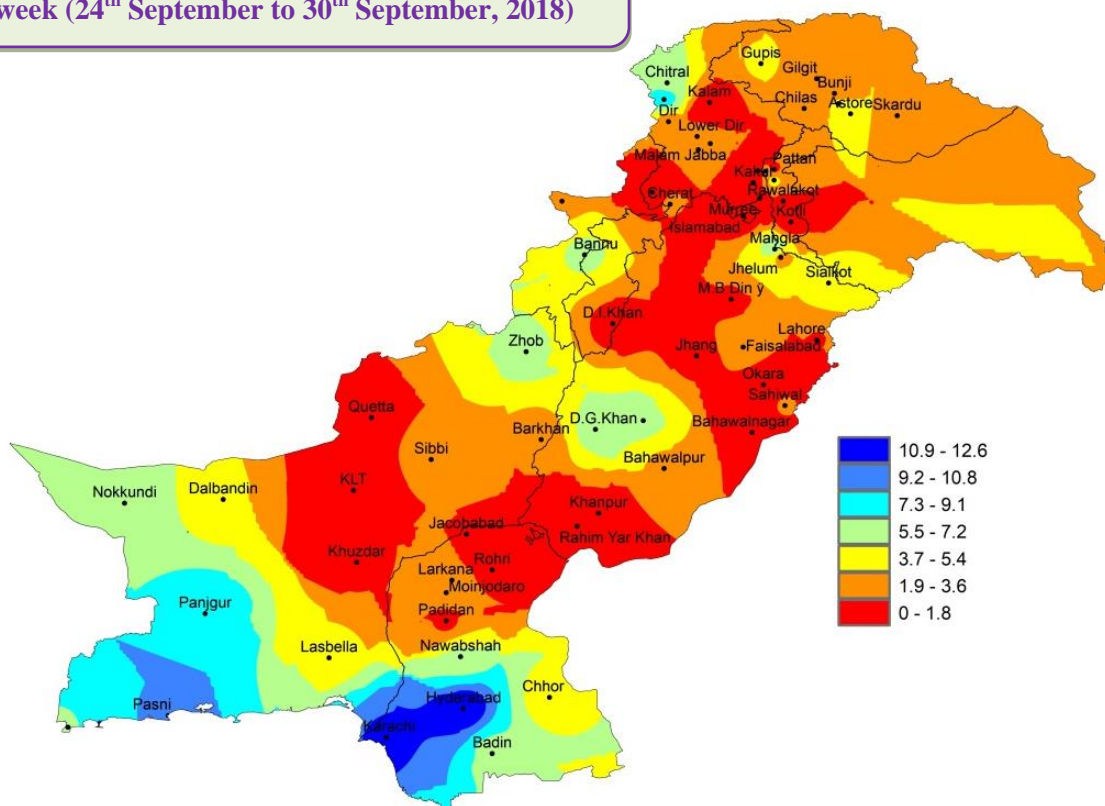 week (24th September to 30th September, 2018)
Gupis
Gilgit
Chitral
Bunji
Kalam
Chilas
Astore Skardu
Dir
Lower Dir
Malam Jabba
Pattan
Kakul
Cherat
Rawalakot
Murree
Kotli
Islamabad
Bannu
Mangla
Jhelum
Sialkot
M B Din ÿ
D.I.Khan
Lahore
Zhob
Jhang
Faisalabad
Okara
Sahiwal
Quetta
D.G.Khan
Bahawalnagar
Barkhan
Sibbi
Bahawalpur
10.9 - 12.6
9.2 - 10.8
7.3 - 9.1
5.5 - 7.2
3.7 - 5.4
1.9 - 3.6
0 - 1.8
Nokkundi
Dalbandin
KLT
Khanpur
Jacobabad
Rahim Yar Khan
Khuzdar
Rohri
Larkana
Moinjodaro
Panjgur
Padidan
Lasbella
Nawabshah
Chhor
Pasni
Hyderabad
Karachi
Badin